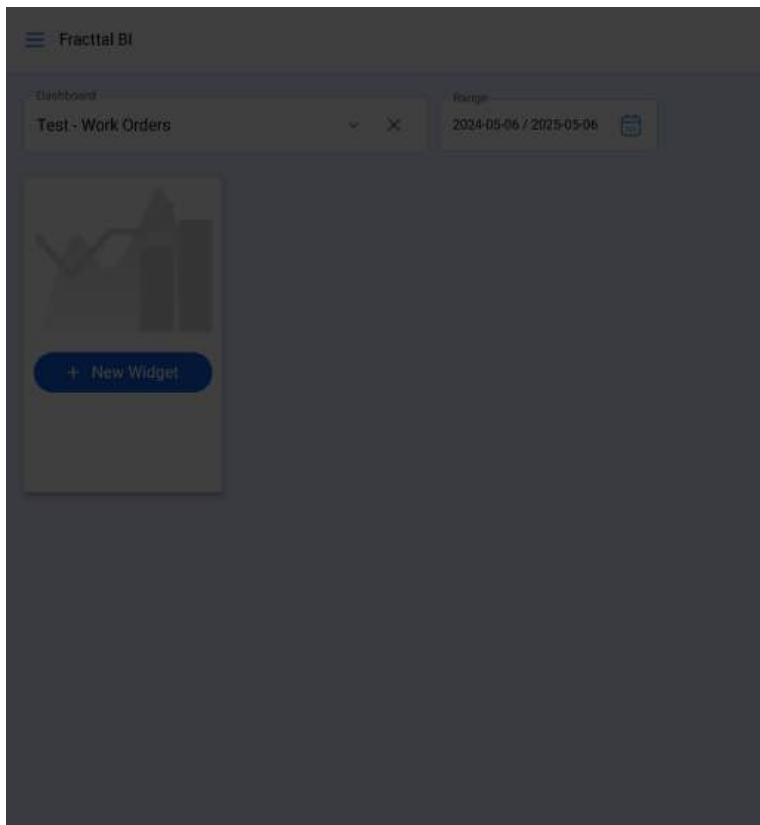 Fracttal BI
Dashboard
Range
Test - Work Orders
2024-05-06 / 2025-05-06
+ New Widget